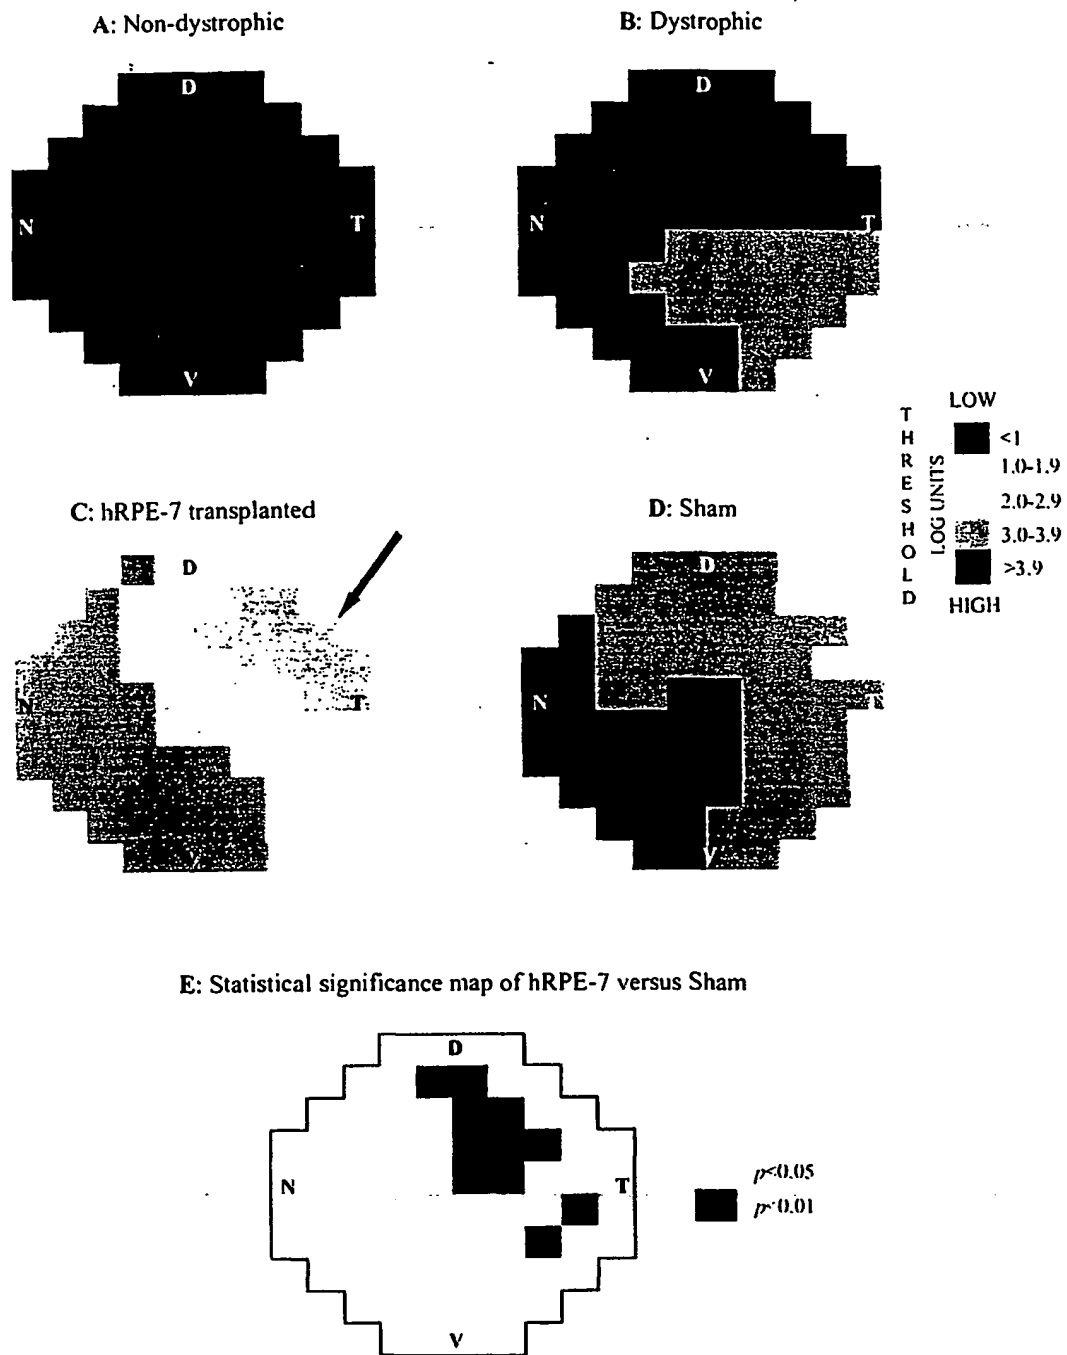 A: Non-dystrophic
B: Dystrophic
D
N
T
V
D
N
T
V
THRESHOLD
LOG UNITS
LOW
<1
1.0-1.9
2.0-2.9
3.0-3.9
>3.9
HIGH
C: hRPE-7 transplanted
D: Sham
D
N
T
V
D
N
T
V
E: Statistical significance map of hRPE-7 versus Sham
D
N
T
V
p<0.05
p<0.01